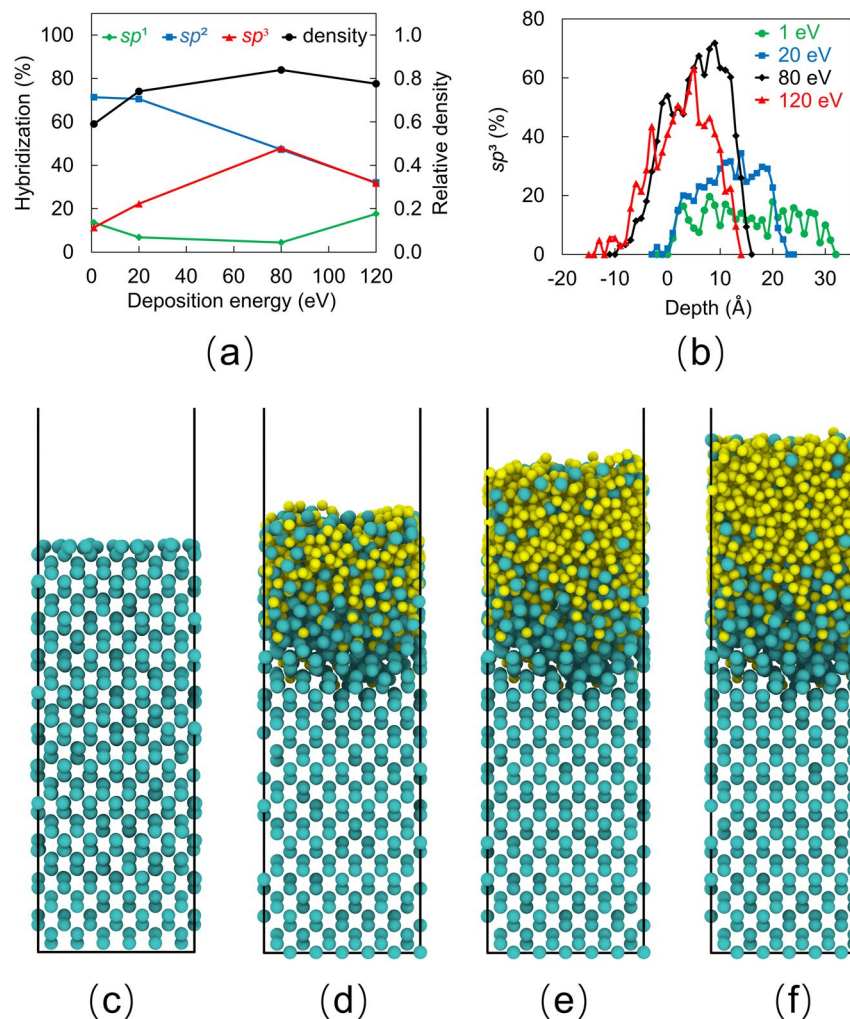 sp¹ sp² sp³ density
Hybridization (%)
100
80
60
40
20
0
1.0
0.8
0.6
0.4
0.2
0.0
Relative density
0 20 40 60 80 100 120
Deposition energy (eV)
(a)
sp³ (%)
80
60
40
20
0
1 eV
20 eV
80 eV
120 eV
-20 -10 0 10 20 30
Depth (Å)
(b)
(c) (d) (e) (f)